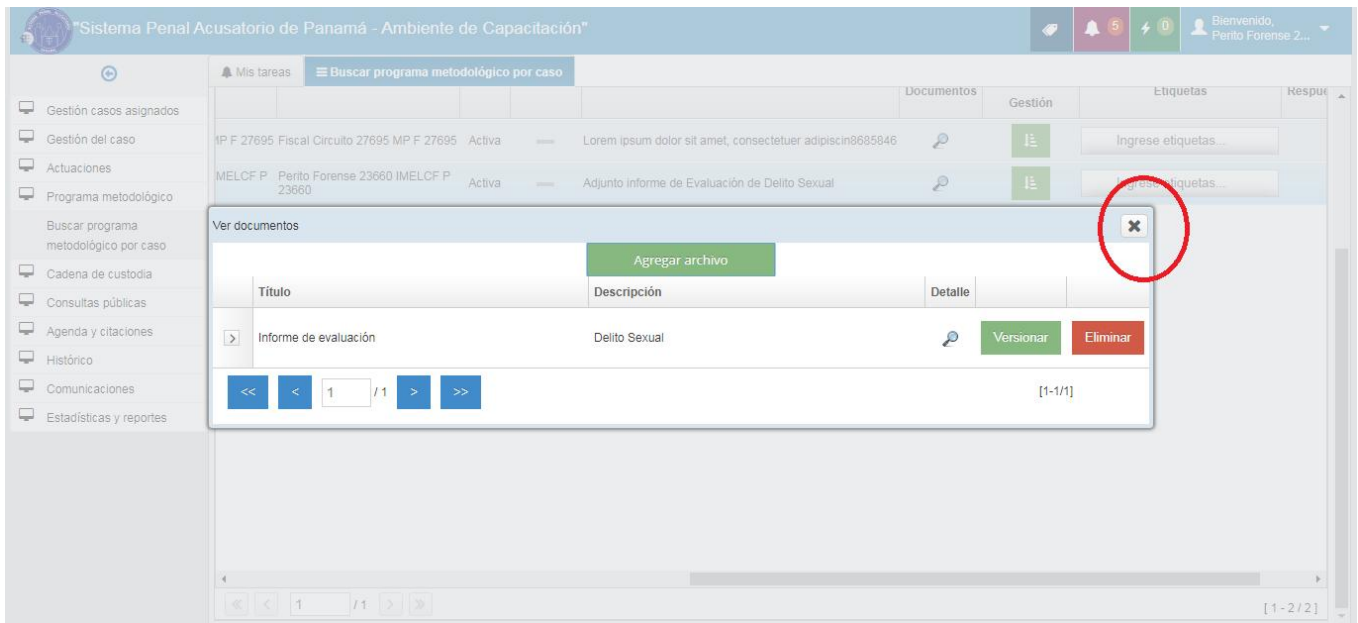 "Sistema Penal Acusatorio de Panamá - Ambiente de Capacitación"
5
0
Bienvenido,
Perito Forense 2...
Mis tareas
Buscar programa metodológico por caso
Gestión casos asignados
Gestión del caso
Actuaciones
Programa metodológico
Buscar programa
metodológico por caso
Cadena de custodia
Consultas públicas
Agenda y citaciones
Histórico
Comunicaciones
Estadísticas y reportes
Documentos Gestión Etiquetas Respue
MP F 27695 Fiscal Circuito 27695 MP F 27695 Activa Lorem ipsum dolor sit amet, consectetuer adipiscin8685846 Ingrese etiquetas...
IMELCF P Perito Forense 23660 IMELCF P
23660 Activa Adjunto informe de Evaluación de Delito Sexual Ingrese etiquetas...
Ver documentos
Agregar archivo
Título Descripción Detalle
Informe de evaluación Delito Sexual Versionar Eliminar
<< < 1 / 1 > >> [1-1/1]
1 / 1 [ 1 - 2 / 2 ]